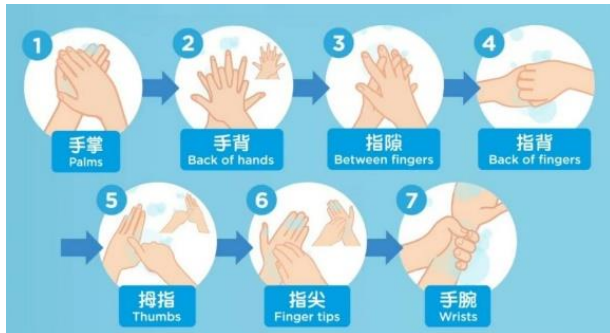 1
手掌
Palms
2
手背
Back of hands
3
指隙
Between fingers
4
指背
Back of fingers
5
拇指
Thumbs
6
指尖
Finger tips
7
手腕
Wrists